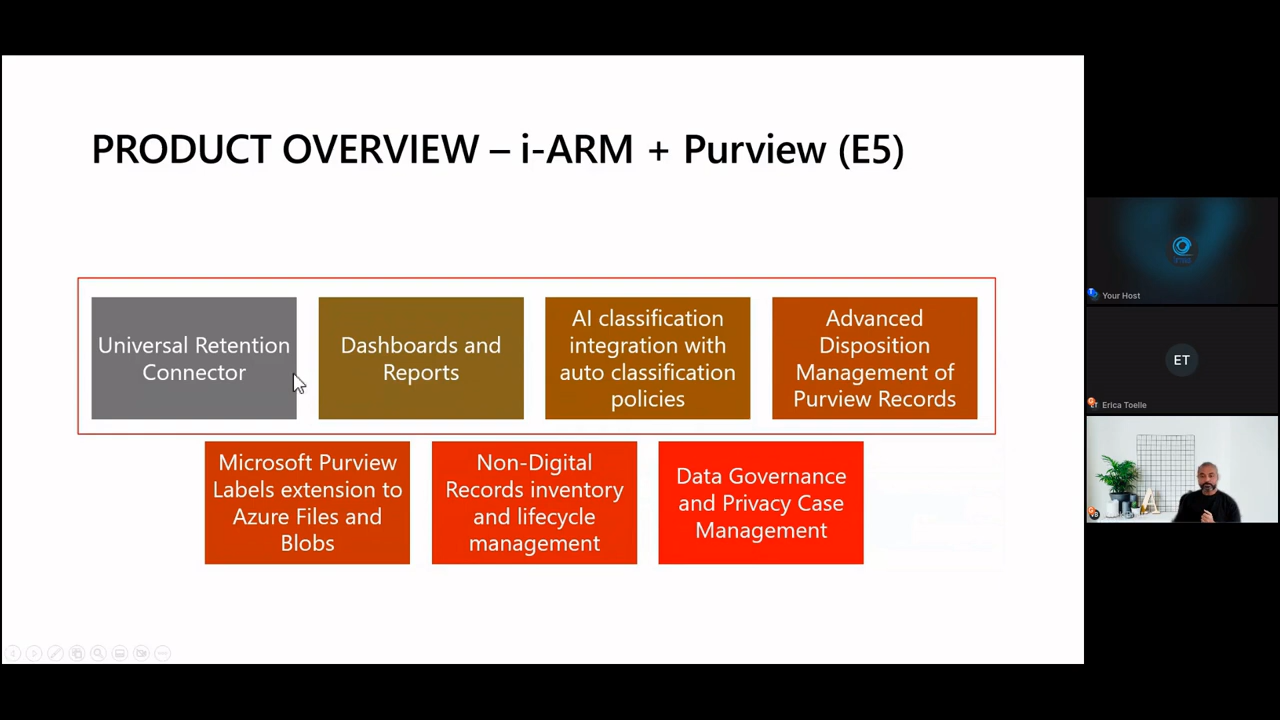 PRODUCT OVERVIEW – i-ARM + Purview (E5)
Universal Retention
Connector
Dashboards and
Reports
AI classification
integration with
auto classification
policies
Advanced
Disposition
Management of
Purview Records
Microsoft Purview
Labels extension to
Azure Files and
Blobs
Non-Digital
Records inventory
and lifecycle
management
Data Governance
and Privacy Case
Management
Your Host
ET
Erica Toelle